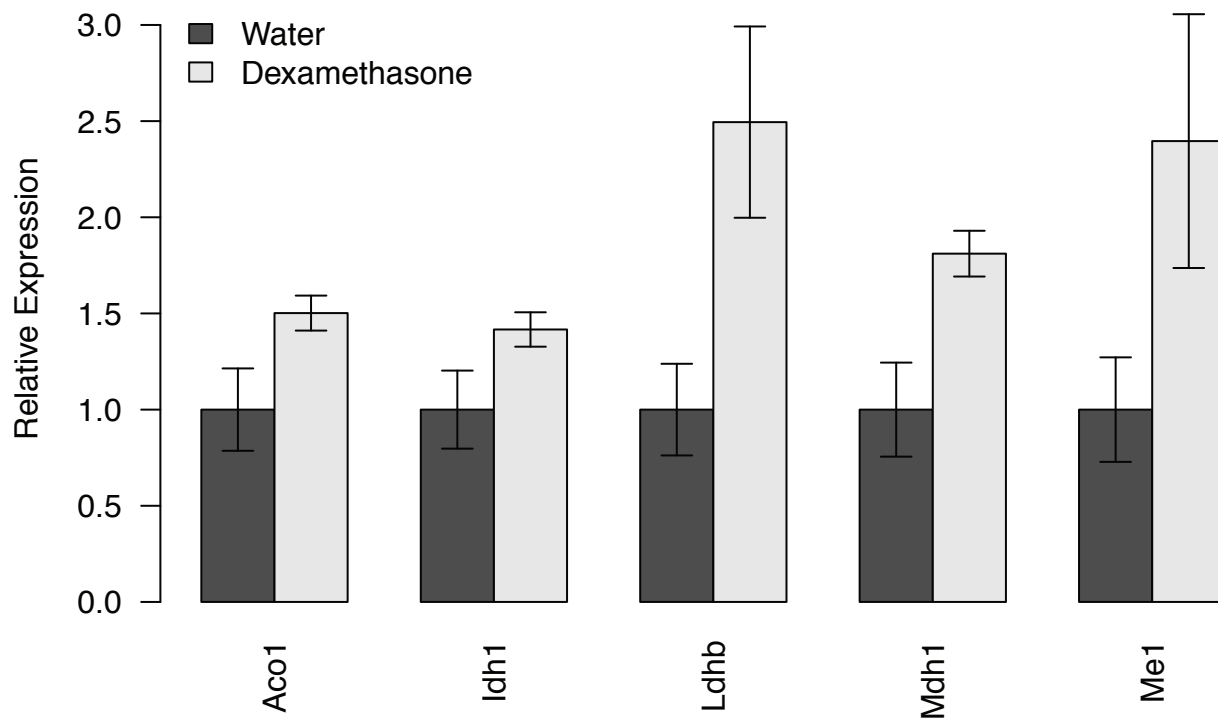 Water
Dexamethasone
Relative Expression
3.0
2.5
2.0
1.5
1.0
0.5
0.0
Aco1
Idh1
Ldhb
Mdh1
Me1